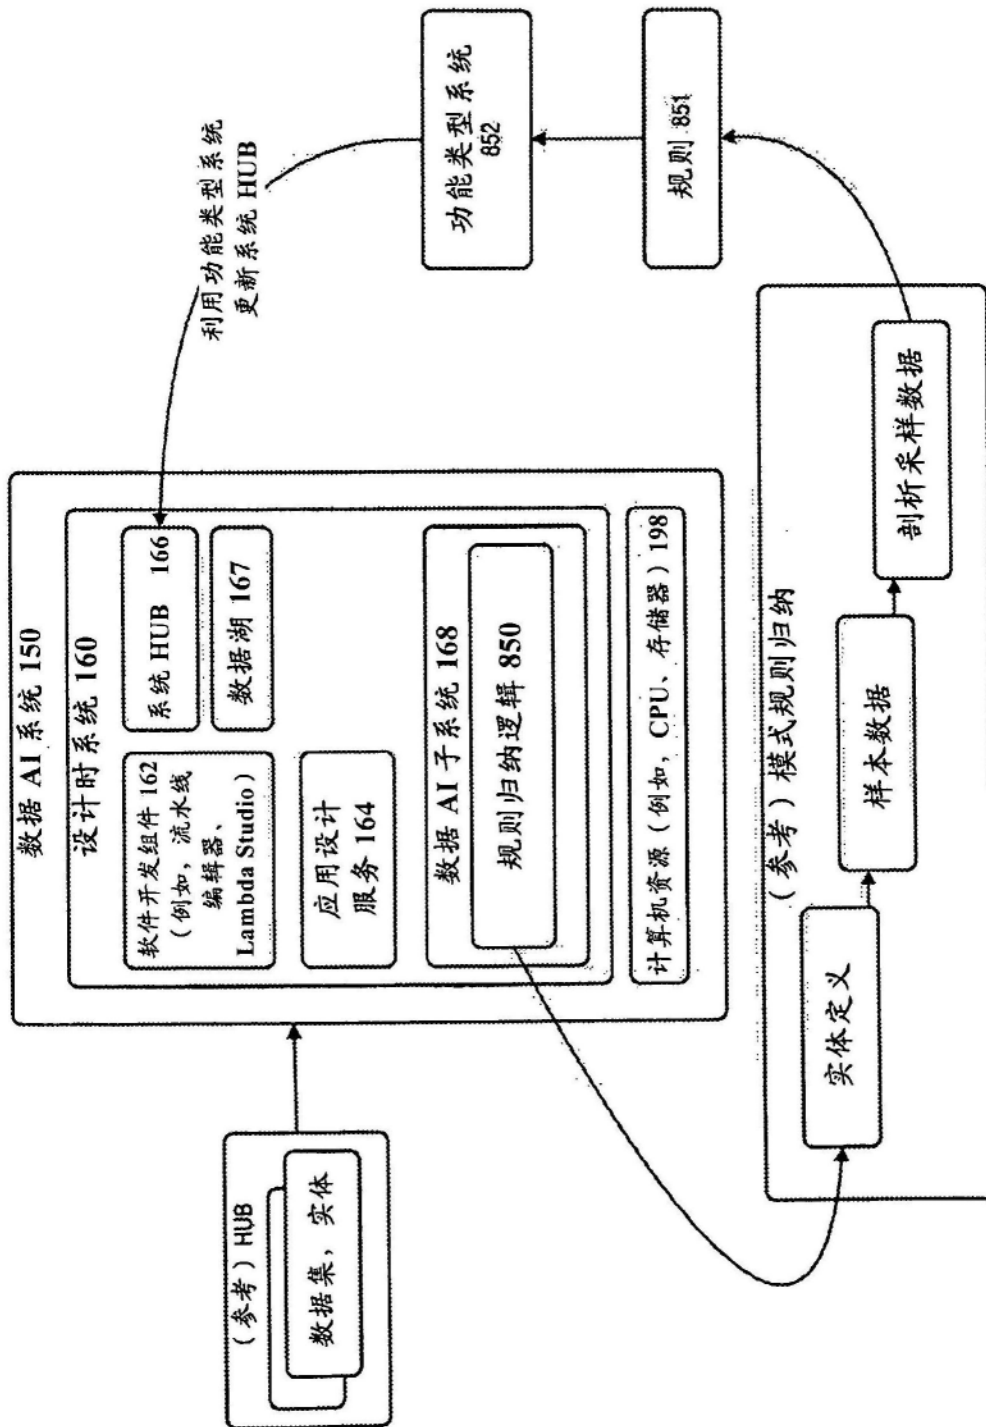 (参考) HUB
数据集，实体
数据 AI 系统 150
设计时系统 160
软件开发组件 162
(例如，流水线
编辑器、
Lambda Studio)
系统 HUB 166
数据湖 167
应用设计
服务 164
数据 AI 子系统 168
规则归纳逻辑 850
计算机资源 (例如，CPU、存储器) 198
利用功能类型系统
更新系统 HUB
功能类型系统
852
规则 851
(参考) 模式规则归纳
实体定义
样本数据
剖析采样数据